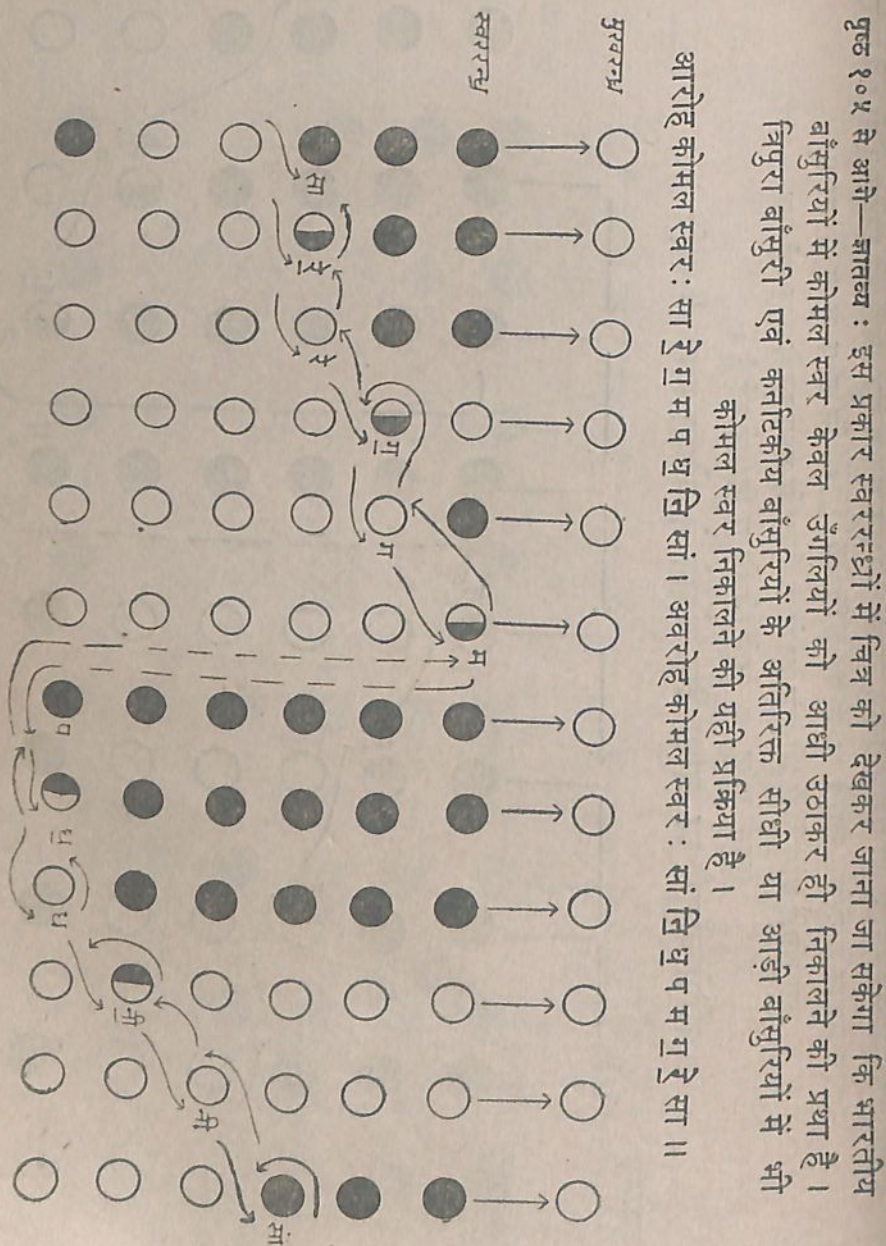 पृष्ठ १०५ से आगे—ज्ञातव्य : इस प्रकार स्वररन्ध्रों में चित्र को देखकर जाना जा सकेगा कि भारतीय
बांसुरियों में कोमल स्वर केवल उँगलियों को आधी उठाकर ही निकालने की प्रथा है।
त्रिपुरा बांसुरी एवं कर्नाटकीय बांसुरियों के अतिरिक्त सीधी या आड़ी बांसुरियों में भी
कोमल स्वर निकालने की यही प्रक्रिया है।
आरोह कोमल स्वर : सा रे॒ ग॒ म प ध॒ नि॒ सां । अवरोह कोमल स्वर : सां नि॒ ध॒ प म ग॒ रे॒ सा ॥
मुखरन्ध्र
स्वररन्ध्र
सा
रे॒
रे
ग॒
ग
म
प
ध॒
ध
नी॒
नी
सा